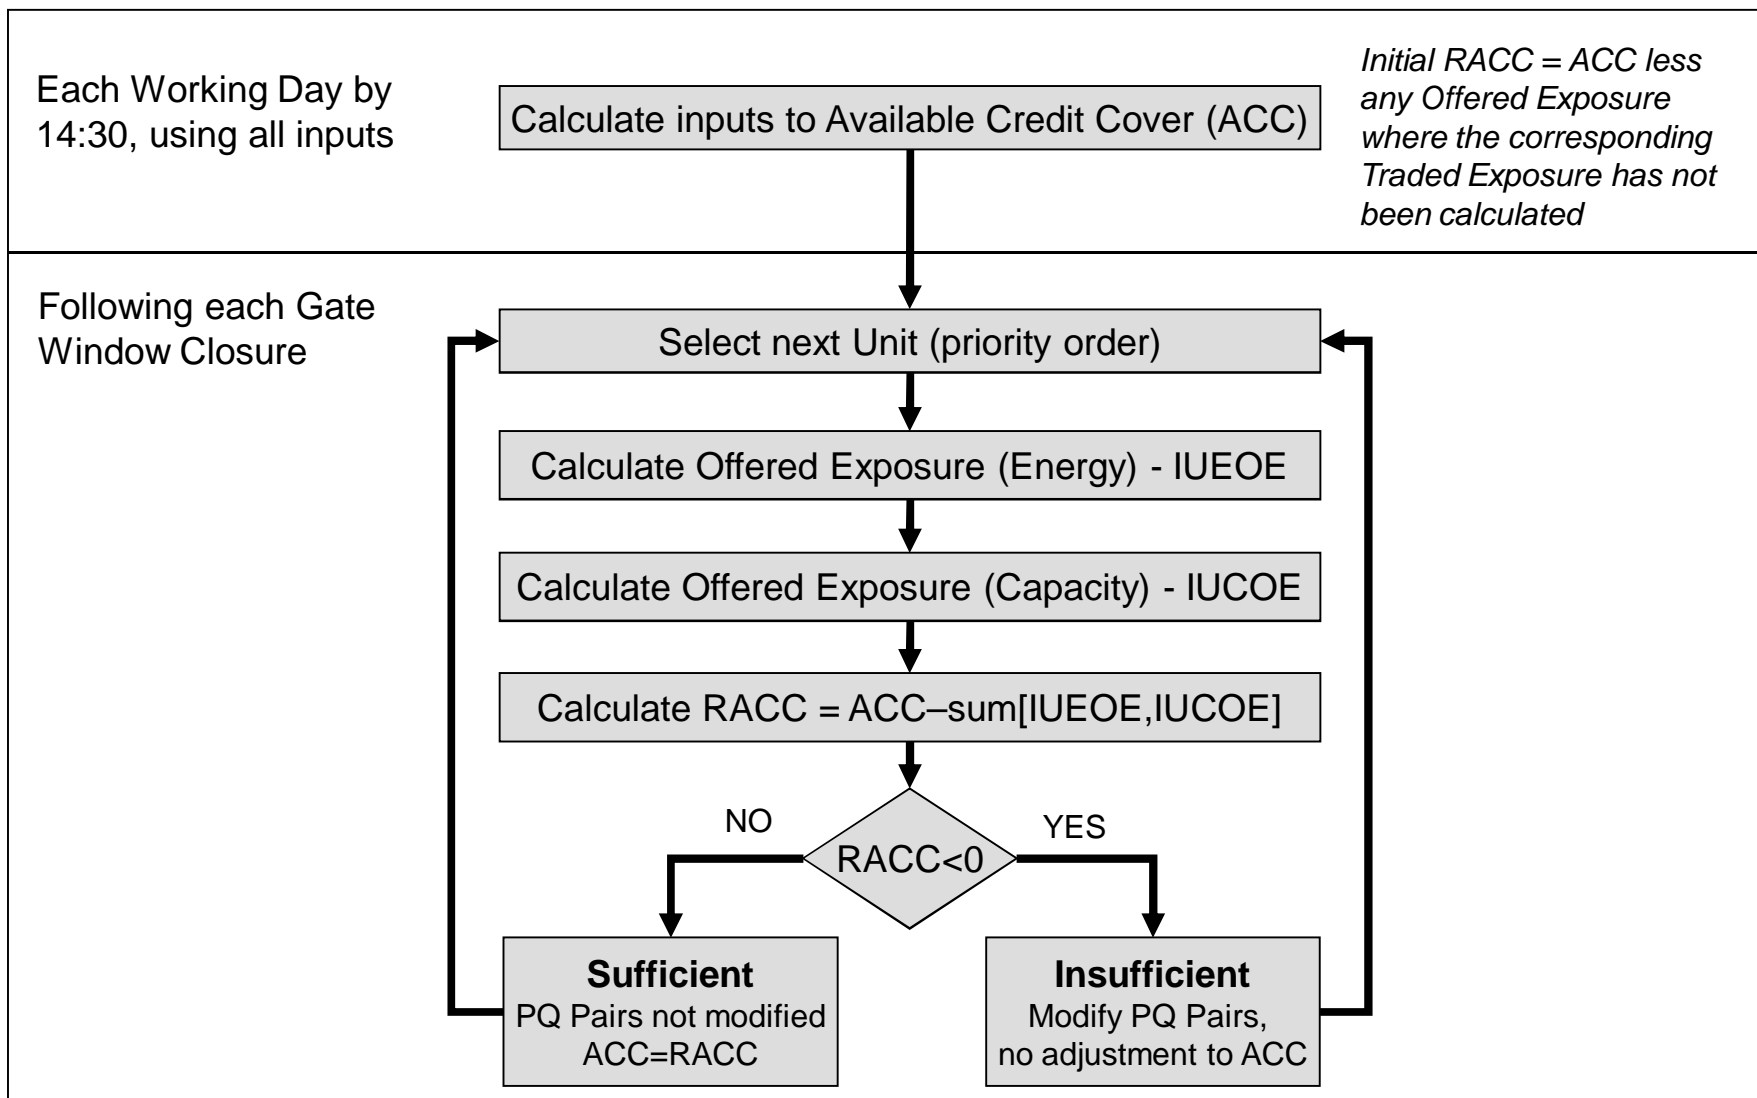 Each Working Day by
14:30, using all inputs
Calculate inputs to Available Credit Cover (ACC)
Initial RACC = ACC less
any Offered Exposure
where the corresponding
Traded Exposure has not
been calculated
Following each Gate
Window Closure
Select next Unit (priority order)
Calculate Offered Exposure (Energy) - IUEOE
Calculate Offered Exposure (Capacity) - IUCOE
Calculate RACC = ACC–sum[IUEOE,IUCOE]
NO
YES
RACC<0
Sufficient
PQ Pairs not modified
ACC=RACC
Insufficient
Modify PQ Pairs,
no adjustment to ACC